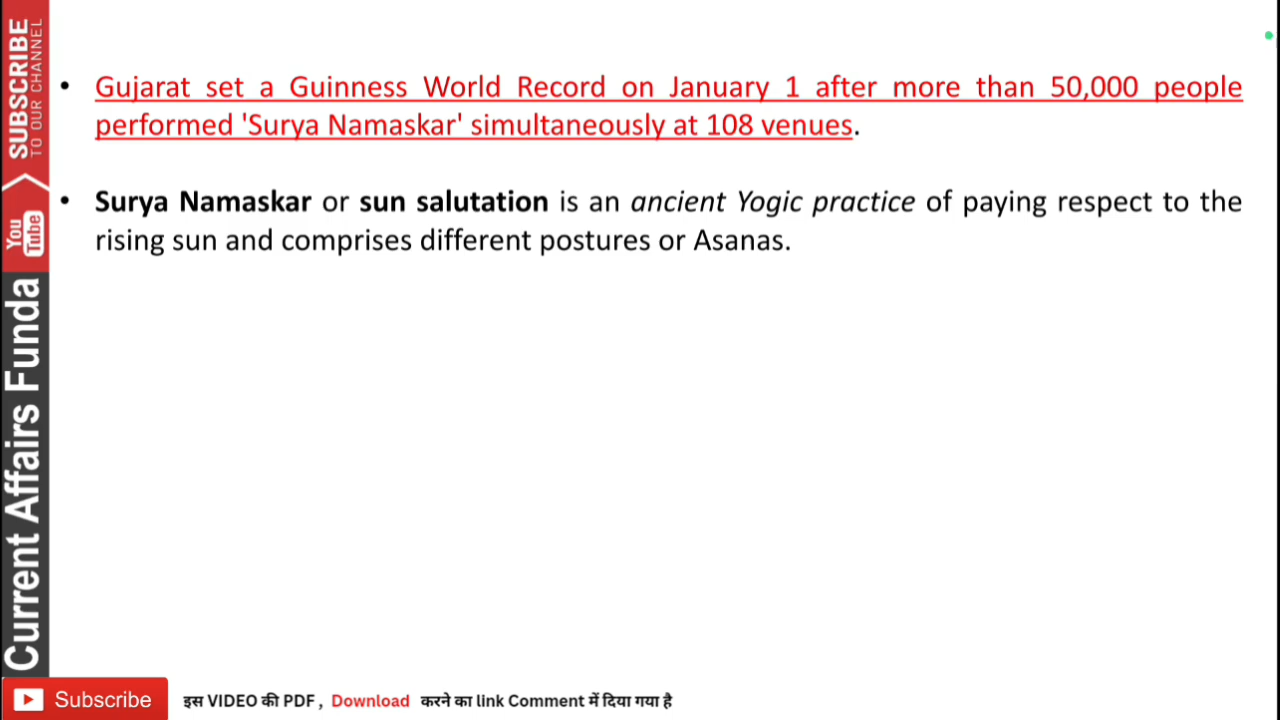 • Gujarat set a Guinness World Record on January 1 after more than 50,000 people
performed 'Surya Namaskar' simultaneously at 108 venues.
• Surya Namaskar or sun salutation is an ancient Yogic practice of paying respect to the
rising sun and comprises different postures or Asanas.
SUBSCRIBE
TO OUR CHANNEL
You
Tube
Current Affairs Funda
Subscribe
इस VIDEO की PDF , Download करने का link Comment में दिया गया है